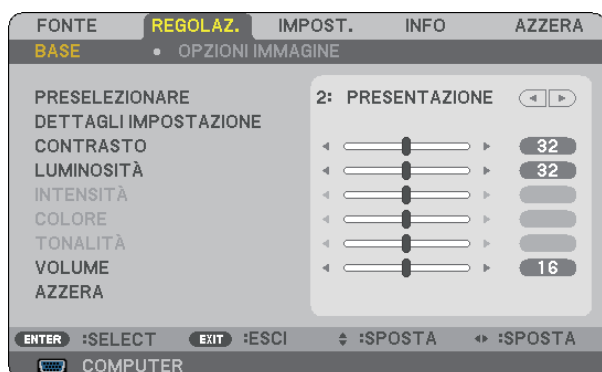 FONTE REGOLAZ. IMPOST. INFO AZZERA
BASE • OPZIONI IMMAGINE
PRESELEZIONARE 2: PRESENTAZIONE
DETTAGLI IMPOSTAZIONE
CONTRASTO 32
LUMINOSITÀ 32
INTENSITÀ
COLORE
TONALITÀ
VOLUME 16
AZZERA
ENTER :SELECT EXIT :ESCI :SPOSTA :SPOSTA
COMPUTER